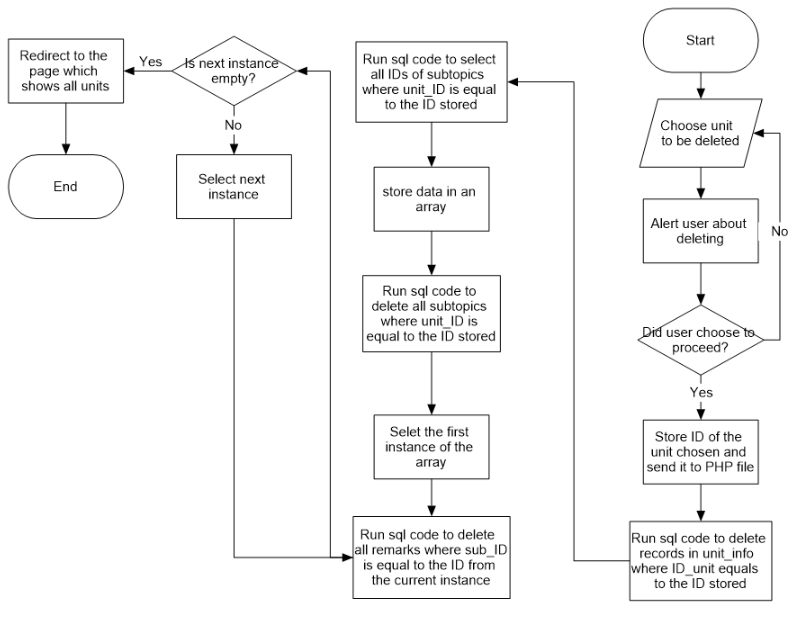 Start
Choose unit
to be deleted
Alert user about
deleting
No
Did user choose to
proceed?
Yes
Store ID of the
unit chosen and
send it to PHP file
Run sql code to delete
records in unit_info
where ID_unit equals
to the ID stored
Run sql code to select
all IDs of subtopics
where unit_ID is equal
to the ID stored
store data in an
array
Run sql code to
delete all subtopics
where unit_ID is
equal to the ID stored
Selet the first
instance of the
array
Run sql code to delete
all remarks where sub_ID
is equal to the ID from
the current instance
Is next instance
empty?
No
Select next
instance
Yes
Redirect to the
page which
shows all units
End